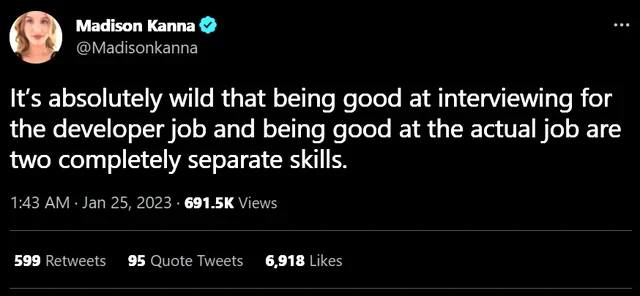 Madison Kanna
@Madisonkanna
It’s absolutely wild that being good at interviewing for
the developer job and being good at the actual job are
two completely separate skills.
1:43 AM · Jan 25, 2023 · 691.5K Views
599 Retweets 95 Quote Tweets 6,918 Likes